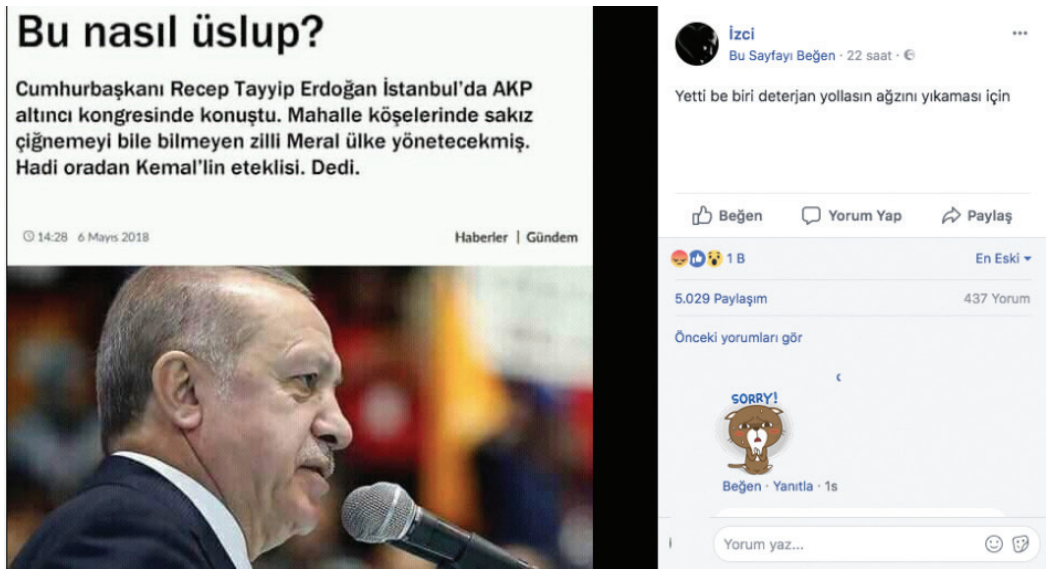 Bu nasıl üslup?
Cumhurbaşkanı Recep Tayyip Erdoğan İstanbul'da AKP
altıncı kongresinde konuştu. Mahalle köşelerinde sakız
çiğnemeyi bile bilmeyen zilli Meral ülke yönetecekmiş.
Hadi oradan Kemal'lin eteklisi. Dedi.
14:28 6 Mayıs 2018
Haberler | Gündem
İzci
Bu Sayfayı Beğen · 22 saat ·
Yetti be biri deterjan yollasın ağzını yıkaması için
Beğen Yorum Yap Paylaş
1 B
En Eski
5.029 Paylaşım
437 Yorum
Önceki yorumları gör
SORRY!
Beğen · Yanıtla · 1s
Yorum yaz...